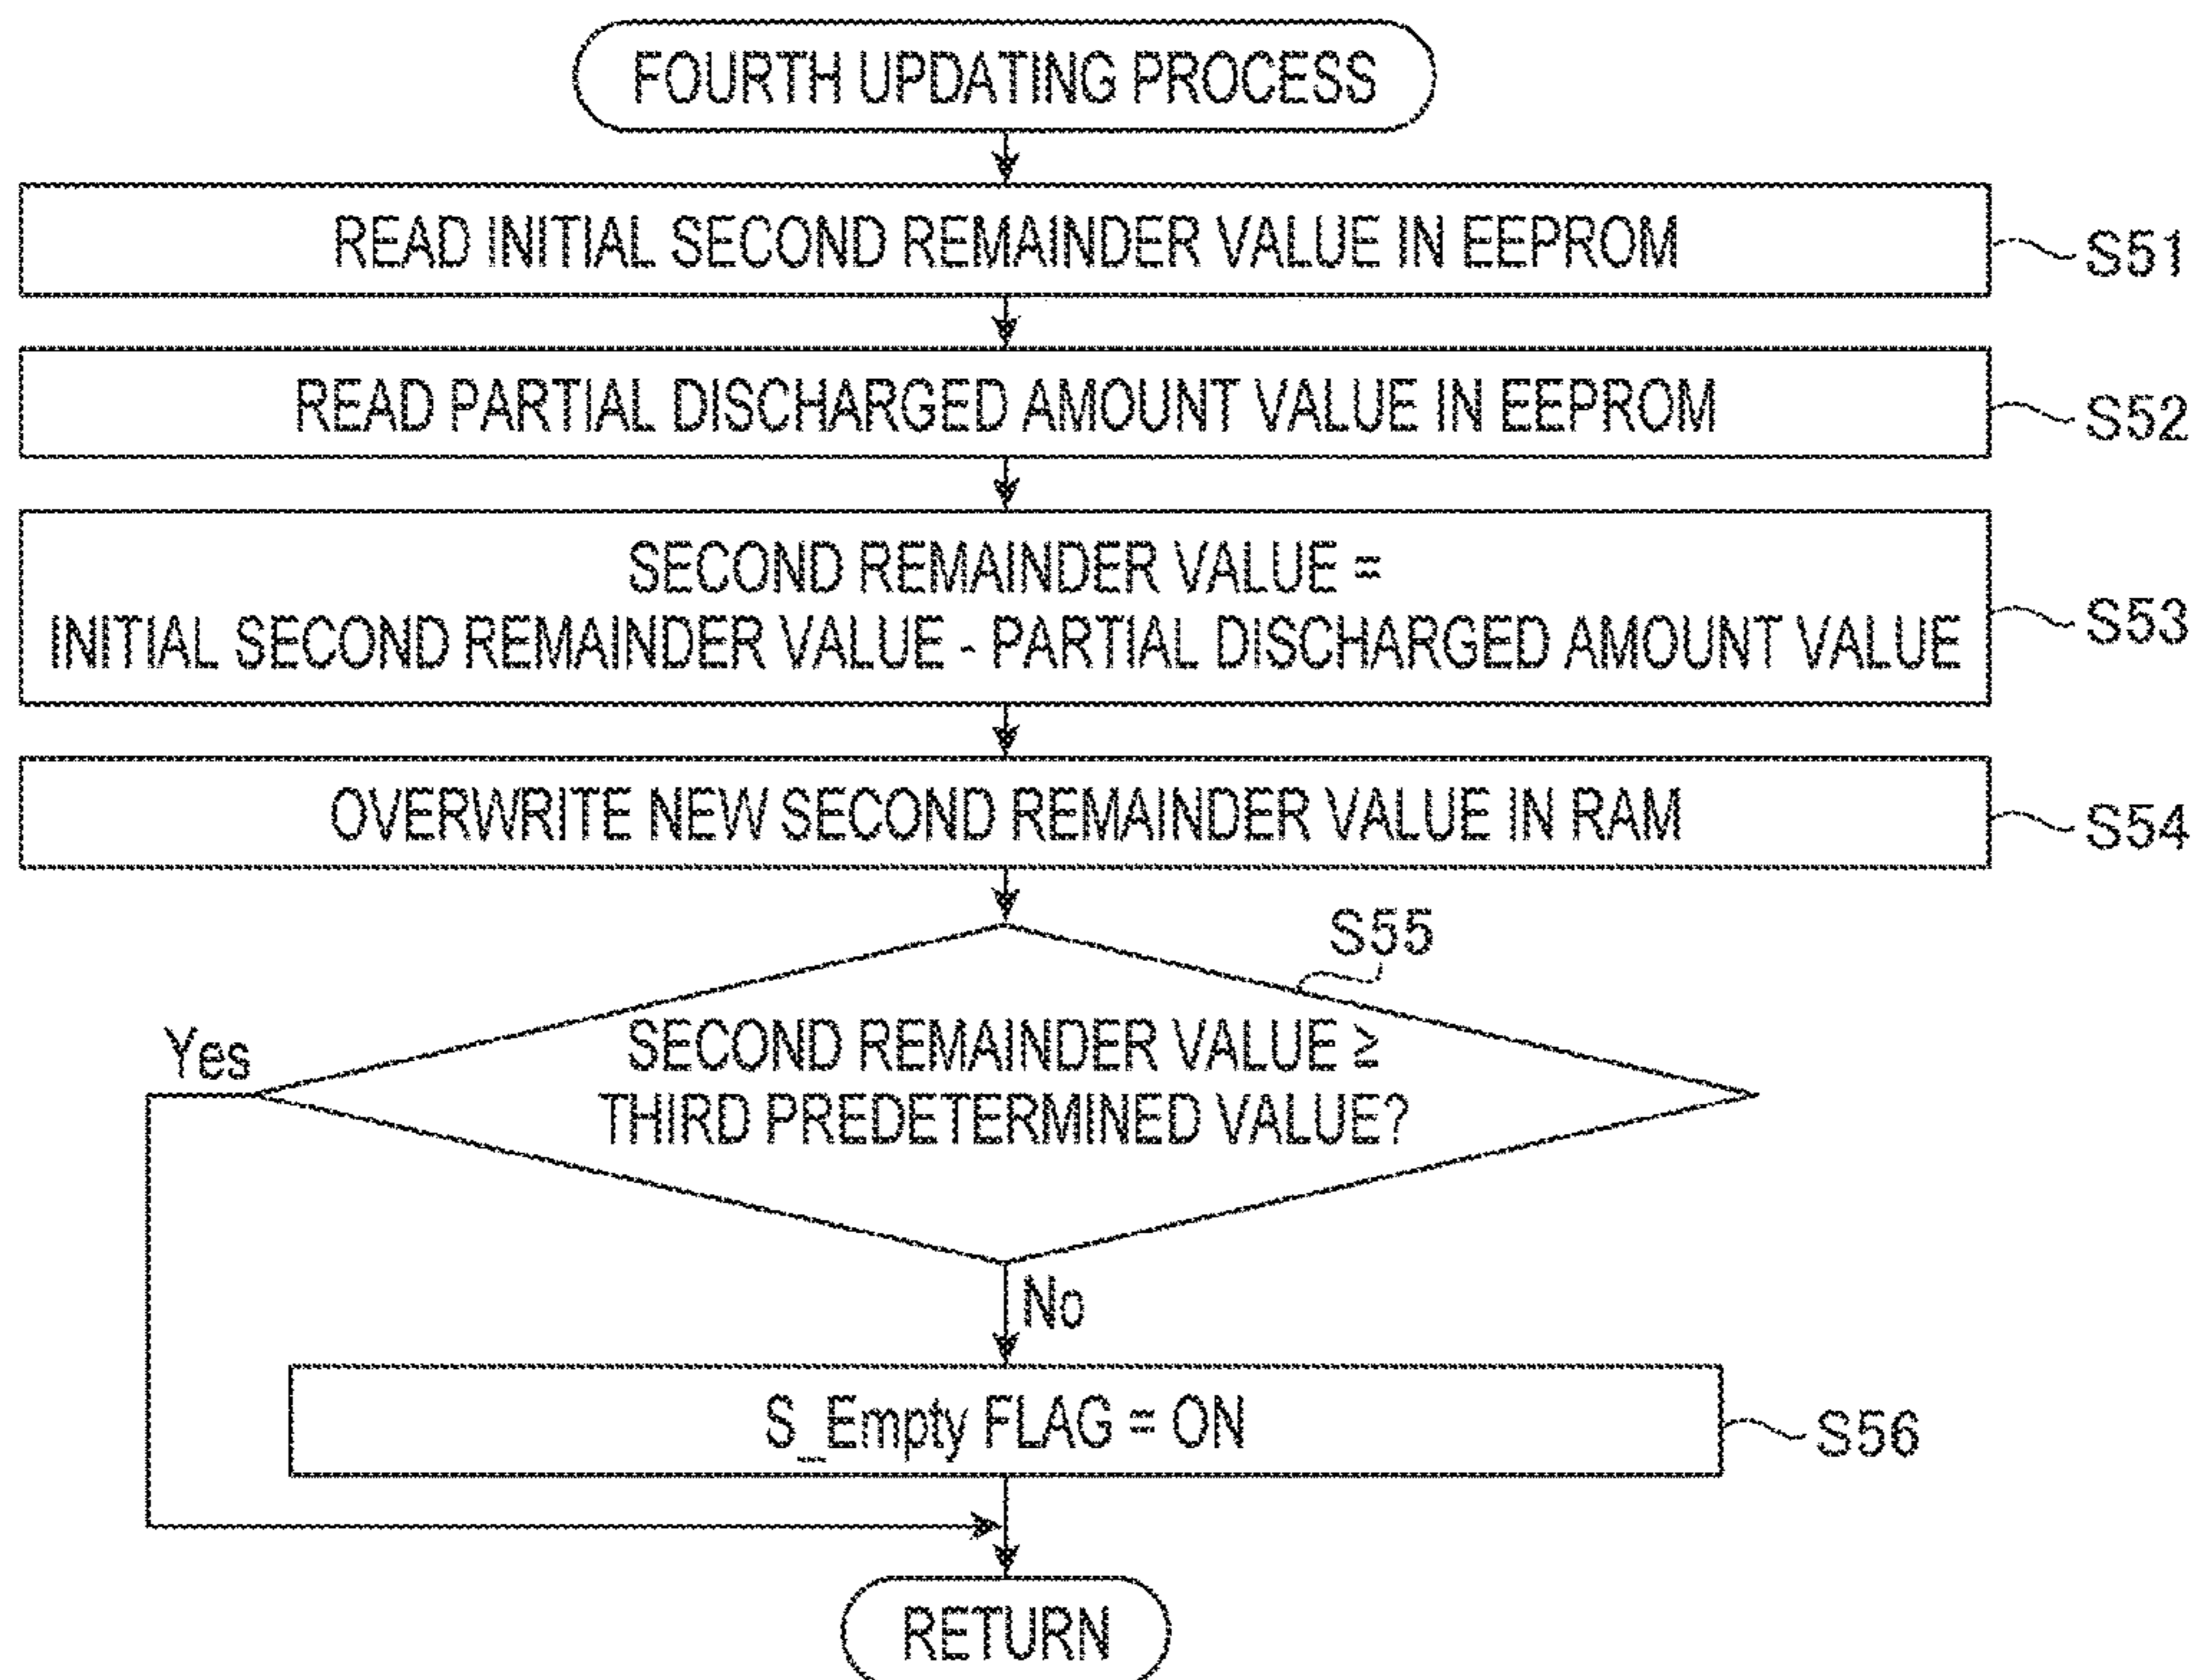 FOURTH UPDATING PROCESS
READ INITIAL SECOND REMAINDER VALUE IN EEPROM
S51
READ PARTIAL DISCHARGED AMOUNT VALUE IN EEPROM
S52
SECOND REMAINDER VALUE =
INITIAL SECOND REMAINDER VALUE - PARTIAL DISCHARGED AMOUNT VALUE
S53
OVERWRITE NEW SECOND REMAINDER VALUE IN RAM
S54
S55
Yes
SECOND REMAINDER VALUE ≥
THIRD PREDETERMINED VALUE?
No
S_Empty FLAG = ON
S56
RETURN